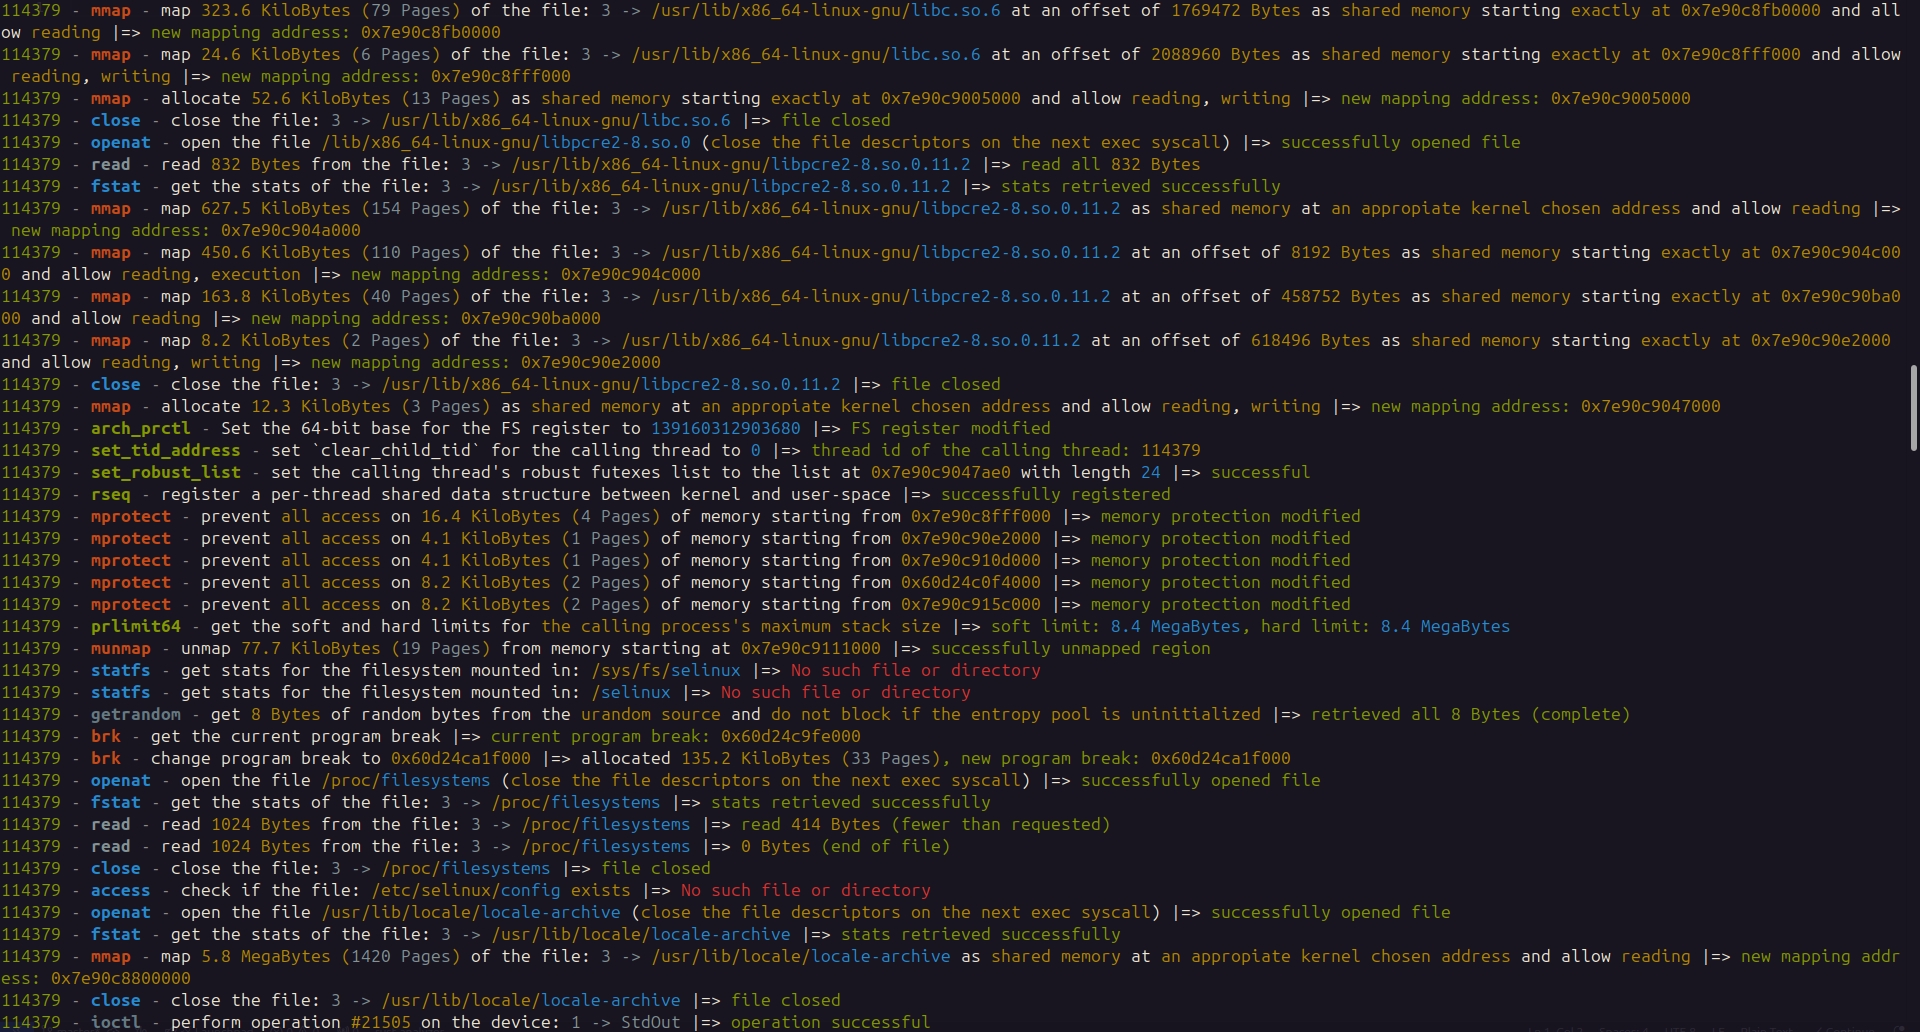 114379 - mmap - map 323.6 KiloBytes (79 Pages) of the file: 3 -> /usr/lib/x86_64-linux-gnu/libc.so.6 at an offset of 1769472 Bytes as shared memory starting exactly at 0x7e90c8fb0000 and all
ow reading |=> new mapping address: 0x7e90c8fb0000
114379 - mmap - map 24.6 KiloBytes (6 Pages) of the file: 3 -> /usr/lib/x86_64-linux-gnu/libc.so.6 at an offset of 2088960 Bytes as shared memory starting exactly at 0x7e90c8fff000 and allow
 reading, writing |=> new mapping address: 0x7e90c8fff000
114379 - mmap - allocate 52.6 KiloBytes (13 Pages) as shared memory starting exactly at 0x7e90c9005000 and allow reading, writing |=> new mapping address: 0x7e90c9005000
114379 - close - close the file: 3 -> /usr/lib/x86_64-linux-gnu/libc.so.6 |=> file closed
114379 - openat - open the file /lib/x86_64-linux-gnu/libpcre2-8.so.0 (close the file descriptors on the next exec syscall) |=> successfully opened file
114379 - read - read 832 Bytes from the file: 3 -> /usr/lib/x86_64-linux-gnu/libpcre2-8.so.0.11.2 |=> read all 832 Bytes
114379 - fstat - get the stats of the file: 3 -> /usr/lib/x86_64-linux-gnu/libpcre2-8.so.0.11.2 |=> stats retrieved successfully
114379 - mmap - map 627.5 KiloBytes (154 Pages) of the file: 3 -> /usr/lib/x86_64-linux-gnu/libpcre2-8.so.0.11.2 as shared memory at an appropiate kernel chosen address and allow reading |=>
 new mapping address: 0x7e90c904a000
114379 - mmap - map 450.6 KiloBytes (110 Pages) of the file: 3 -> /usr/lib/x86_64-linux-gnu/libpcre2-8.so.0.11.2 at an offset of 8192 Bytes as shared memory starting exactly at 0x7e90c904c00
0 and allow reading, execution |=> new mapping address: 0x7e90c904c000
114379 - mmap - map 163.8 KiloBytes (40 Pages) of the file: 3 -> /usr/lib/x86_64-linux-gnu/libpcre2-8.so.0.11.2 at an offset of 458752 Bytes as shared memory starting exactly at 0x7e90c90ba0
00 and allow reading |=> new mapping address: 0x7e90c90ba000
114379 - mmap - map 8.2 KiloBytes (2 Pages) of the file: 3 -> /usr/lib/x86_64-linux-gnu/libpcre2-8.so.0.11.2 at an offset of 618496 Bytes as shared memory starting exactly at 0x7e90c90e2000
and allow reading, writing |=> new mapping address: 0x7e90c90e2000
114379 - close - close the file: 3 -> /usr/lib/x86_64-linux-gnu/libpcre2-8.so.0.11.2 |=> file closed
114379 - mmap - allocate 12.3 KiloBytes (3 Pages) as shared memory at an appropiate kernel chosen address and allow reading, writing |=> new mapping address: 0x7e90c9047000
114379 - arch_prctl - Set the 64-bit base for the FS register to 139160312903680 |=> FS register modified
114379 - set_tid_address - set `clear_child_tid` for the calling thread to 0 |=> thread id of the calling thread: 114379
114379 - set_robust_list - set the calling thread's robust futexes list to the list at 0x7e90c9047ae0 with length 24 |=> successful
114379 - rseq - register a per-thread shared data structure between kernel and user-space |=> successfully registered
114379 - mprotect - prevent all access on 16.4 KiloBytes (4 Pages) of memory starting from 0x7e90c8fff000 |=> memory protection modified
114379 - mprotect - prevent all access on 4.1 KiloBytes (1 Pages) of memory starting from 0x7e90c90e2000 |=> memory protection modified
114379 - mprotect - prevent all access on 4.1 KiloBytes (1 Pages) of memory starting from 0x7e90c910d000 |=> memory protection modified
114379 - mprotect - prevent all access on 8.2 KiloBytes (2 Pages) of memory starting from 0x60d24c0f4000 |=> memory protection modified
114379 - mprotect - prevent all access on 8.2 KiloBytes (2 Pages) of memory starting from 0x7e90c915c000 |=> memory protection modified
114379 - prlimit64 - get the soft and hard limits for the calling process's maximum stack size |=> soft limit: 8.4 MegaBytes, hard limit: 8.4 MegaBytes
114379 - munmap - unmap 77.7 KiloBytes (19 Pages) from memory starting at 0x7e90c9111000 |=> successfully unmapped region
114379 - statfs - get stats for the filesystem mounted in: /sys/fs/selinux |=> No such file or directory
114379 - statfs - get stats for the filesystem mounted in: /selinux |=> No such file or directory
114379 - getrandom - get 8 Bytes of random bytes from the urandom source and do not block if the entropy pool is uninitialized |=> retrieved all 8 Bytes (complete)
114379 - brk - get the current program break |=> current program break: 0x60d24c9fe000
114379 - brk - change program break to 0x60d24ca1f000 |=> allocated 135.2 KiloBytes (33 Pages), new program break: 0x60d24ca1f000
114379 - openat - open the file /proc/filesystems (close the file descriptors on the next exec syscall) |=> successfully opened file
114379 - fstat - get the stats of the file: 3 -> /proc/filesystems |=> stats retrieved successfully
114379 - read - read 1024 Bytes from the file: 3 -> /proc/filesystems |=> read 414 Bytes (fewer than requested)
114379 - read - read 1024 Bytes from the file: 3 -> /proc/filesystems |=> 0 Bytes (end of file)
114379 - close - close the file: 3 -> /proc/filesystems |=> file closed
114379 - access - check if the file: /etc/selinux/config exists |=> No such file or directory
114379 - openat - open the file /usr/lib/locale/locale-archive (close the file descriptors on the next exec syscall) |=> successfully opened file
114379 - fstat - get the stats of the file: 3 -> /usr/lib/locale/locale-archive |=> stats retrieved successfully
114379 - mmap - map 5.8 MegaBytes (1420 Pages) of the file: 3 -> /usr/lib/locale/locale-archive as shared memory at an appropiate kernel chosen address and allow reading |=> new mapping addr
ess: 0x7e90c8800000
114379 - close - close the file: 3 -> /usr/lib/locale/locale-archive |=> file closed
114379 - ioctl - perform operation #21505 on the device: 1 -> StdOut |=> operation successful